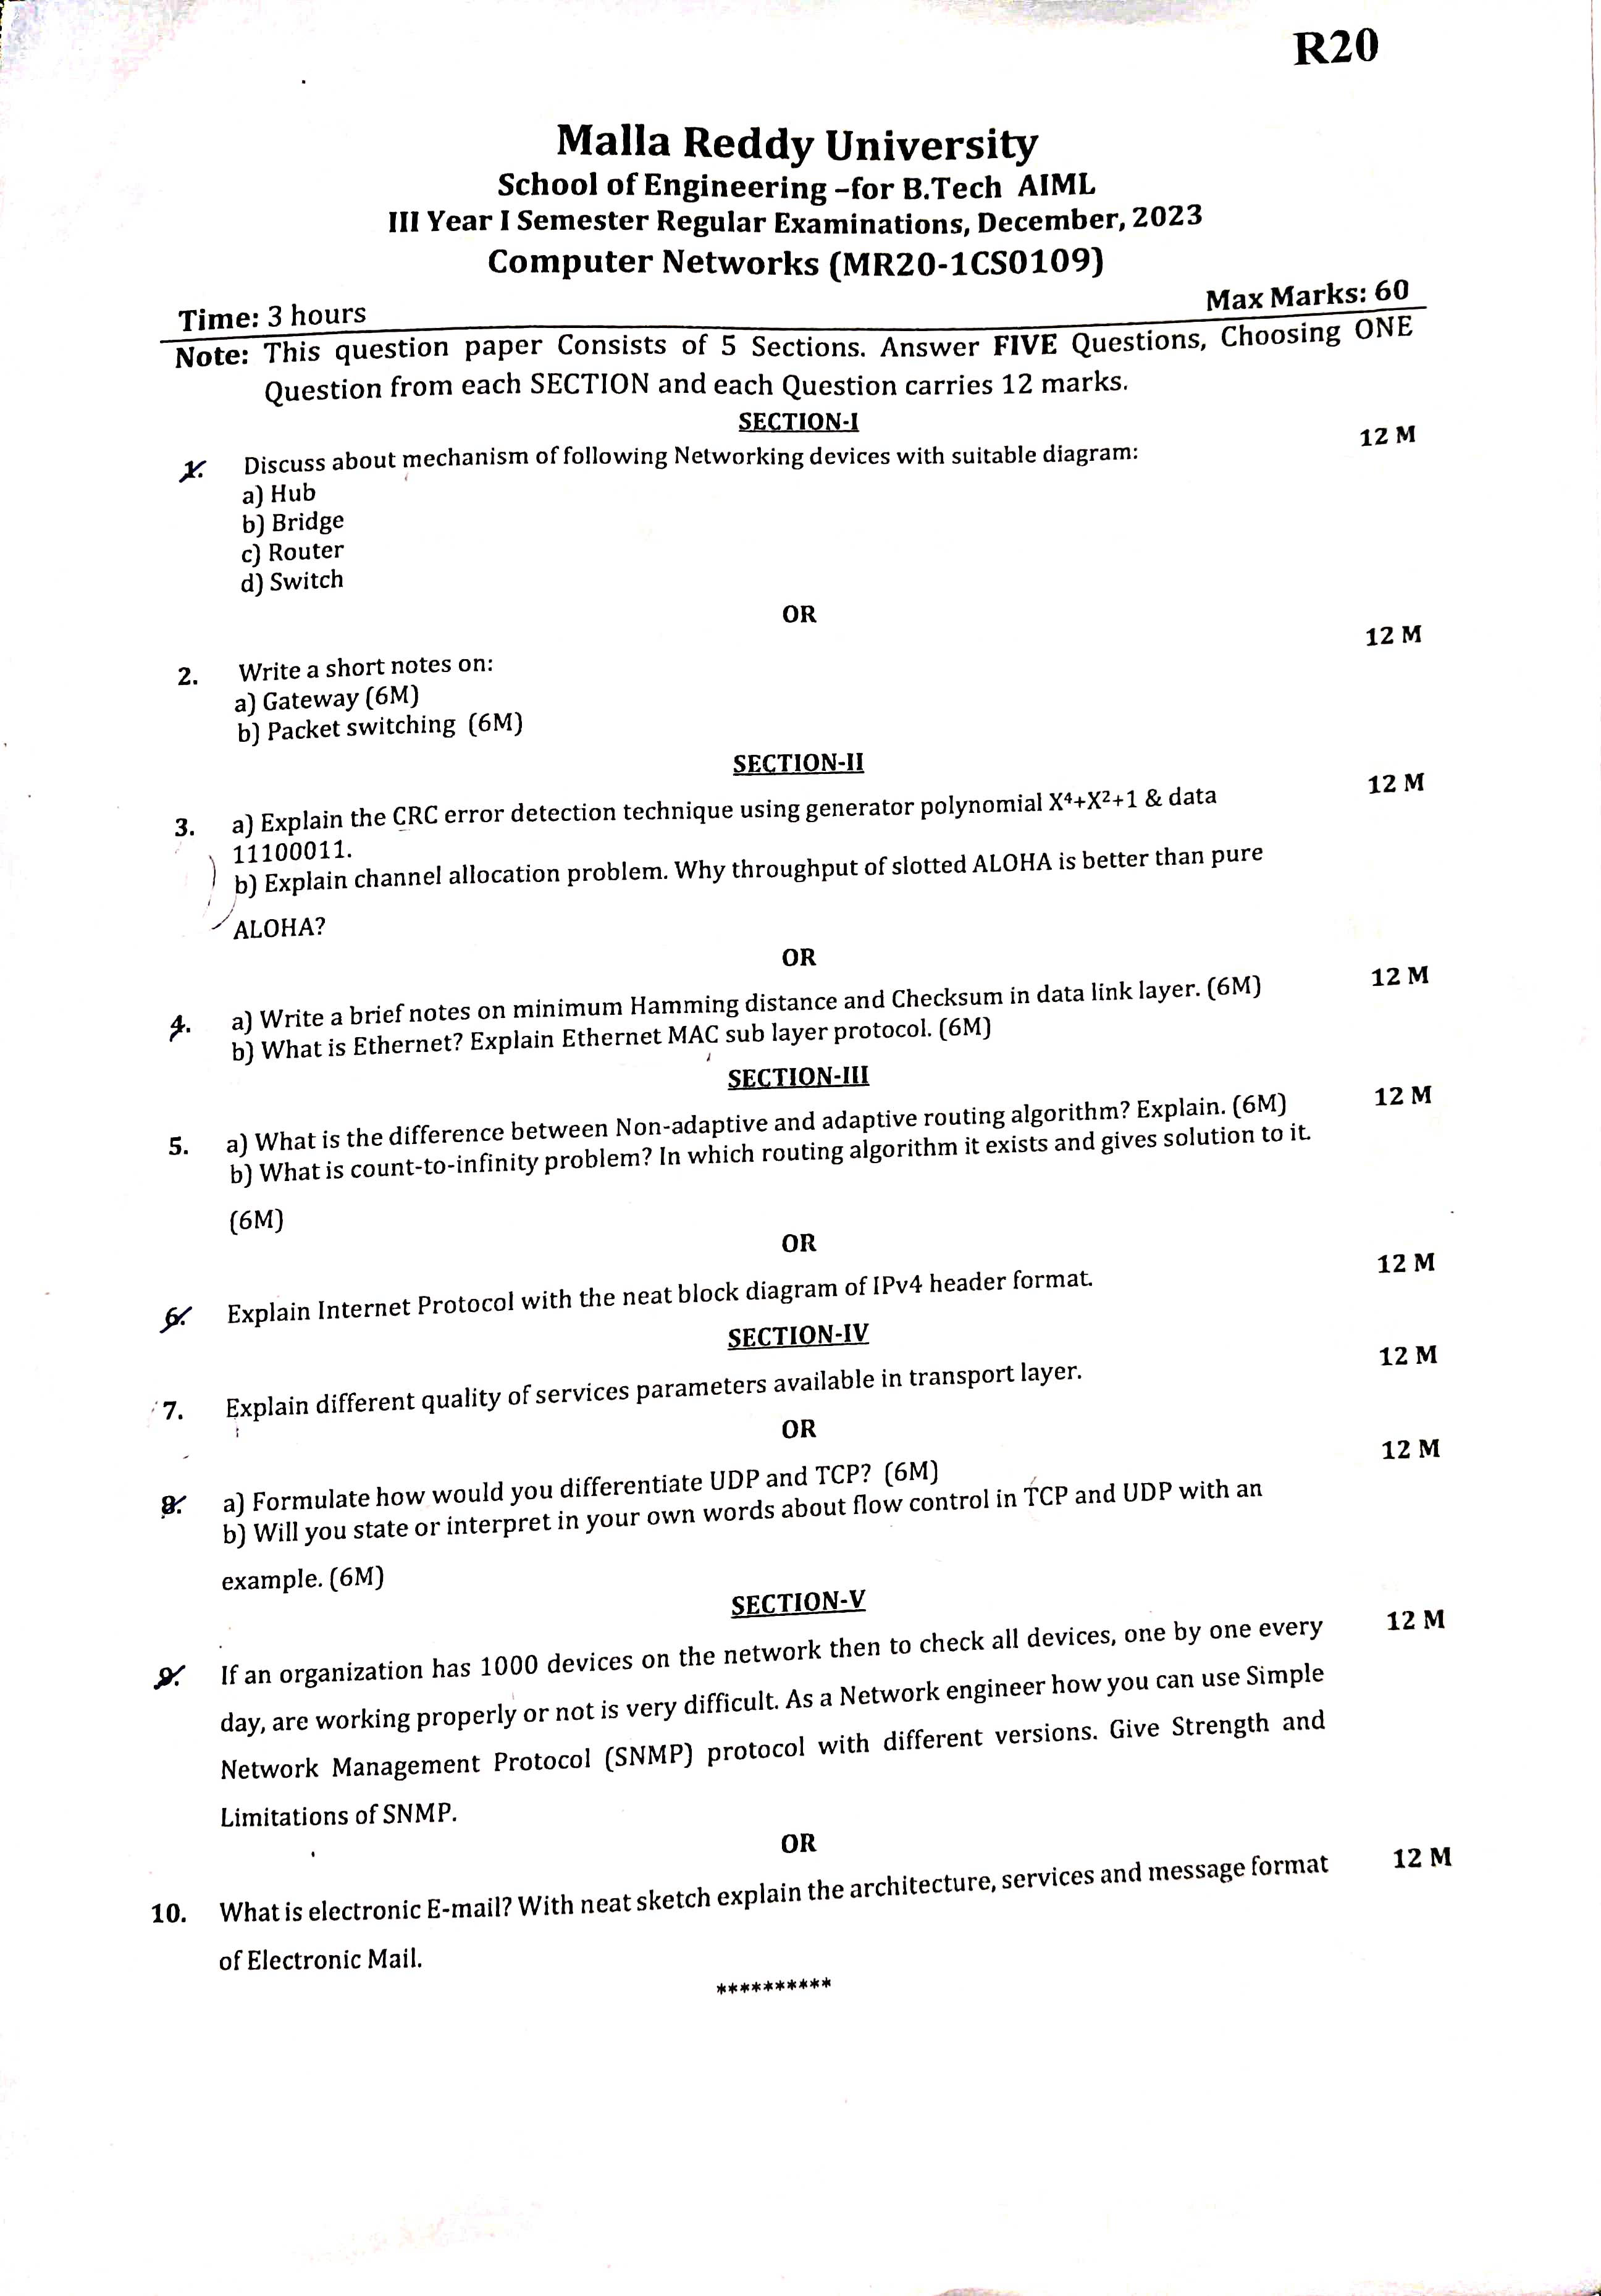 R20
Malla Reddy University
School of Engineering –for B.Tech AIML
III Year I Semester Regular Examinations, December, 2023
Computer Networks (MR20-1CS0109)
Time: 3 hours Max Marks: 60
Note: This question paper Consists of 5 Sections. Answer FIVE Questions, Choosing ONE
Question from each SECTION and each Question carries 12 marks.
SECTION-I
1. Discuss about mechanism of following Networking devices with suitable diagram: 12 M
a) Hub
b) Bridge
c) Router
d) Switch
OR
2. Write a short notes on: 12 M
a) Gateway (6M)
b) Packet switching (6M)
SECTION-II
3. a) Explain the CRC error detection technique using generator polynomial X⁴+X²+1 & data 12 M
11100011.
b) Explain channel allocation problem. Why throughput of slotted ALOHA is better than pure
ALOHA?
OR
4. a) Write a brief notes on minimum Hamming distance and Checksum in data link layer. (6M) 12 M
b) What is Ethernet? Explain Ethernet MAC sub layer protocol. (6M)
SECTION-III
5. a) What is the difference between Non-adaptive and adaptive routing algorithm? Explain. (6M) 12 M
b) What is count-to-infinity problem? In which routing algorithm it exists and gives solution to it.
(6M)
OR
6. Explain Internet Protocol with the neat block diagram of IPv4 header format. 12 M
SECTION-IV
7. Explain different quality of services parameters available in transport layer. 12 M
OR
8. a) Formulate how would you differentiate UDP and TCP? (6M) 12 M
b) Will you state or interpret in your own words about flow control in TCP and UDP with an
example. (6M)
SECTION-V
9. If an organization has 1000 devices on the network then to check all devices, one by one every 12 M
day, are working properly or not is very difficult. As a Network engineer how you can use Simple
Network Management Protocol (SNMP) protocol with different versions. Give Strength and
Limitations of SNMP.
OR
10. What is electronic E-mail? With neat sketch explain the architecture, services and message format 12 M
of Electronic Mail.
**********